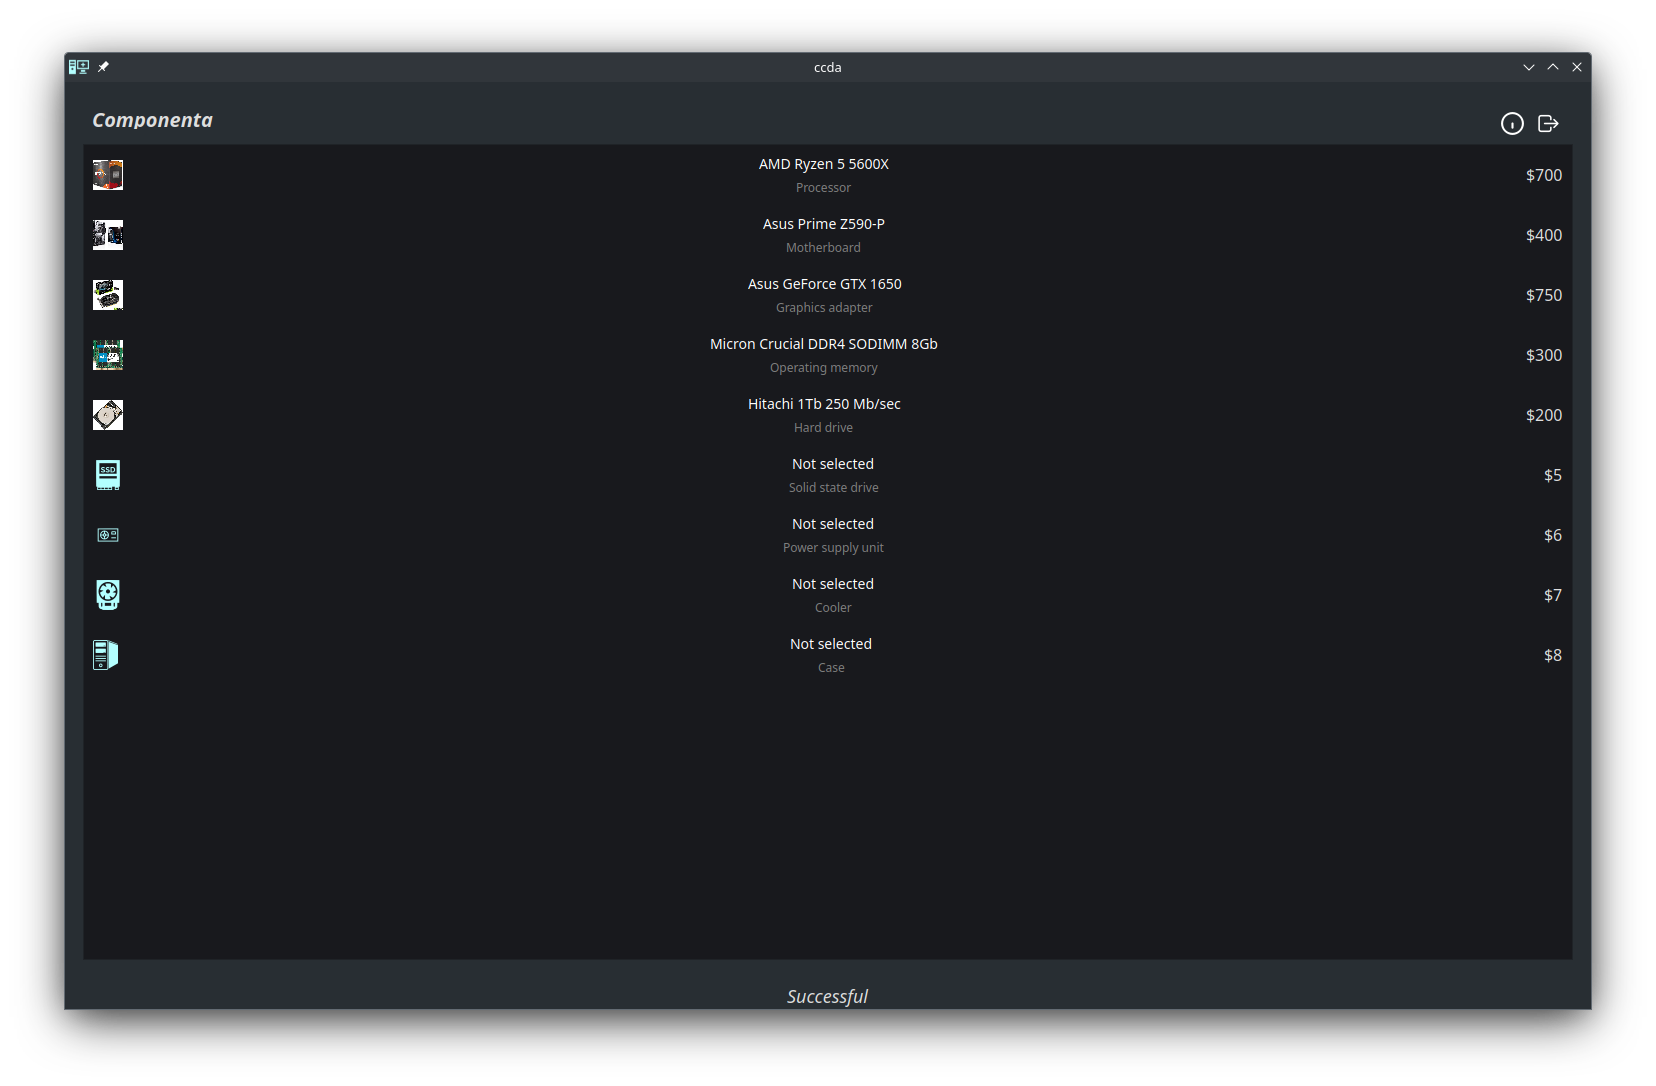 ccda
Componenta
AMD Ryzen 5 5600X
Processor
$700
Asus Prime Z590-P
Motherboard
$400
Asus GeForce GTX 1650
Graphics adapter
$750
Micron Crucial DDR4 SODIMM 8Gb
Operating memory
$300
Hitachi 1Tb 250 Mb/sec
Hard drive
$200
SSD
Not selected
Solid state drive
$5
Not selected
Power supply unit
$6
Not selected
Cooler
$7
Not selected
Case
$8
Successful